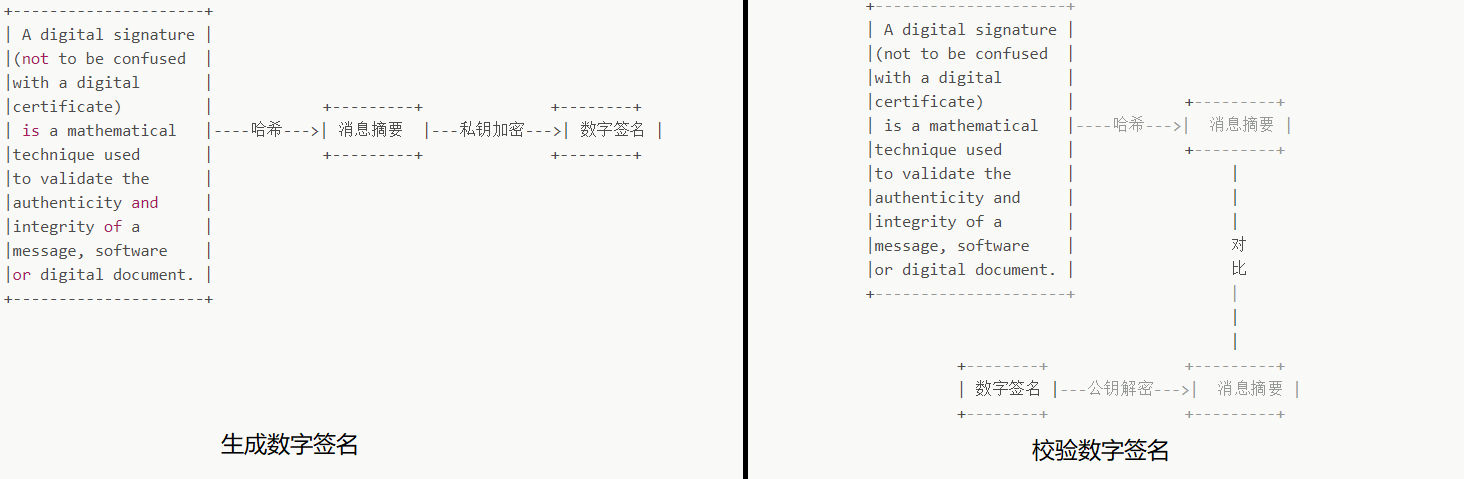 +---------------------+
| A digital signature |
|(not to be confused  |
|with a digital       |
|certificate)         |            +---------+              +--------+
| is a mathematical   |----哈希--->| 消息摘要  |---私钥加密--->| 数字签名 |
|technique used       |            +---------+              +--------+
|to validate the      |
|authenticity and     |
|integrity of a       |
|message, software    |
|or digital document. |
+---------------------+
生成数字签名
+---------------------+
| A digital signature |
|(not to be confused  |
|with a digital       |
|certificate)         |            +---------+
| is a mathematical   |----哈希--->|  消息摘要 |
|technique used       |            +---------+
|to validate the      |                 |
|authenticity and     |                 |
|integrity of a       |                 |
|message, software    |                 对
|or digital document. |                 比
+---------------------+                 |
                                        |
                                        |
          +--------+               +---------+
          | 数字签名 |---公钥解密--->|  消息摘要 |
          +--------+               +---------+
校验数字签名